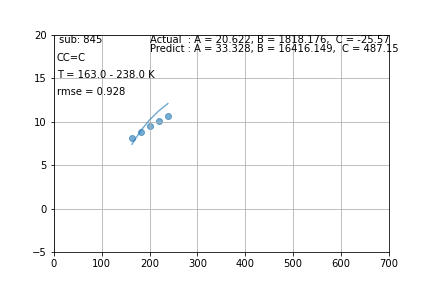 sub: 845
Actual : A = 20.622, B = 1818.176, C = -25.57
Predict : A = 33.328, B = 16416.149, C = 487.15
CC=C
T = 163.0 - 238.0 K
rmse = 0.928
20
15
10
5
0
−5
0 100 200 300 400 500 600 700